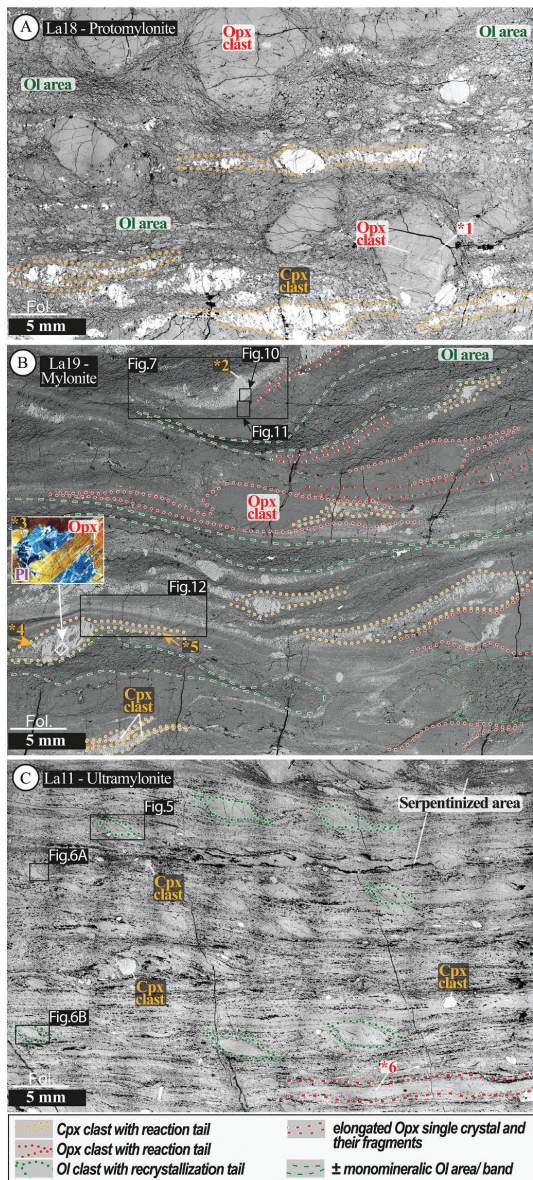 A La18 - Protomylonite
Opx
clast
Ol area
Ol area
Ol area
Opx
clast
*1
Cpx
clast
Fol.
5 mm
B La19 - Mylonite
Fig.7
*2
Fig.10
Fig.11
Ol area
Opx
clast
*3
Opx
Pl
Fig.12
*4
*5
Cpx
clast
Fol.
5 mm
C La11 - Ultramylonite
Fig.5
Serpentinized area
Fig.6A
Cpx
clast
Cpx
clast
Cpx
clast
Fig.6B
*6
Fol.
5 mm
Cpx clast with reaction tail
Opx clast with reaction tail
Ol clast with recrystallization tail
elongated Opx single crystal and
their fragments
± monomineralic Ol area/ band